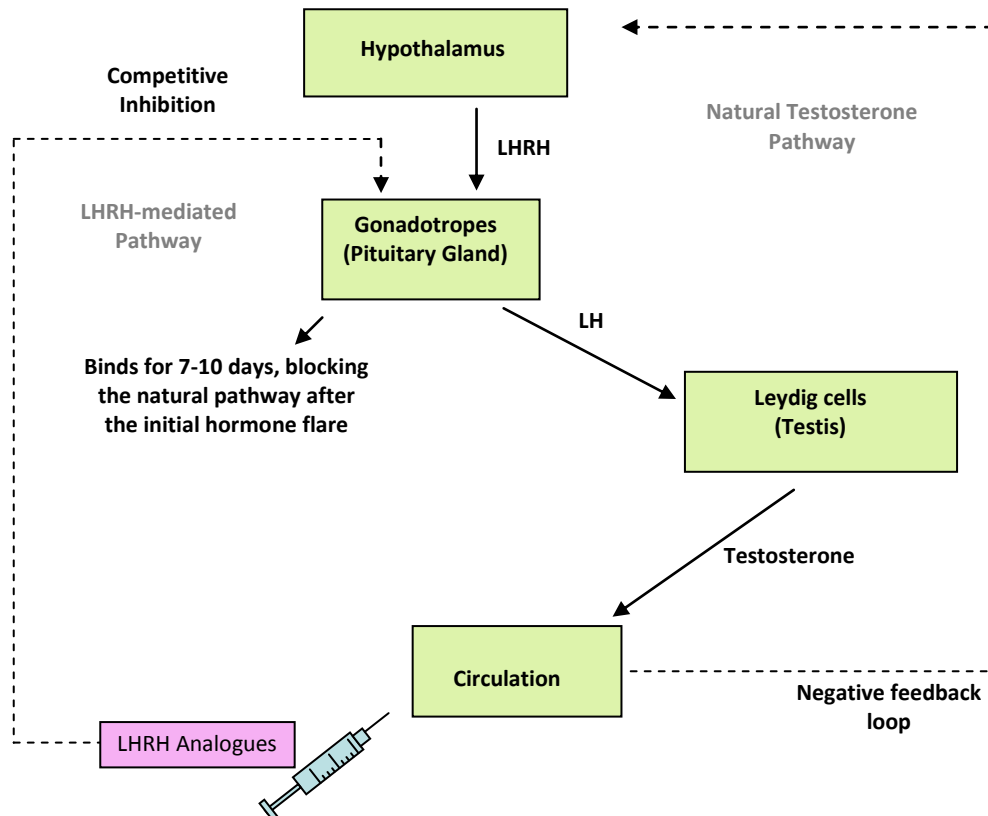 Hypothalamus
Competitive
Inhibition
Natural Testosterone
Pathway
LHRH
LHRH-mediated
Pathway
Gonadotropes
(Pituitary Gland)
LH
Binds for 7-10 days, blocking
the natural pathway after
the initial hormone flare
Leydig cells
(Testis)
Testosterone
Circulation
Negative feedback
loop
LHRH Analogues